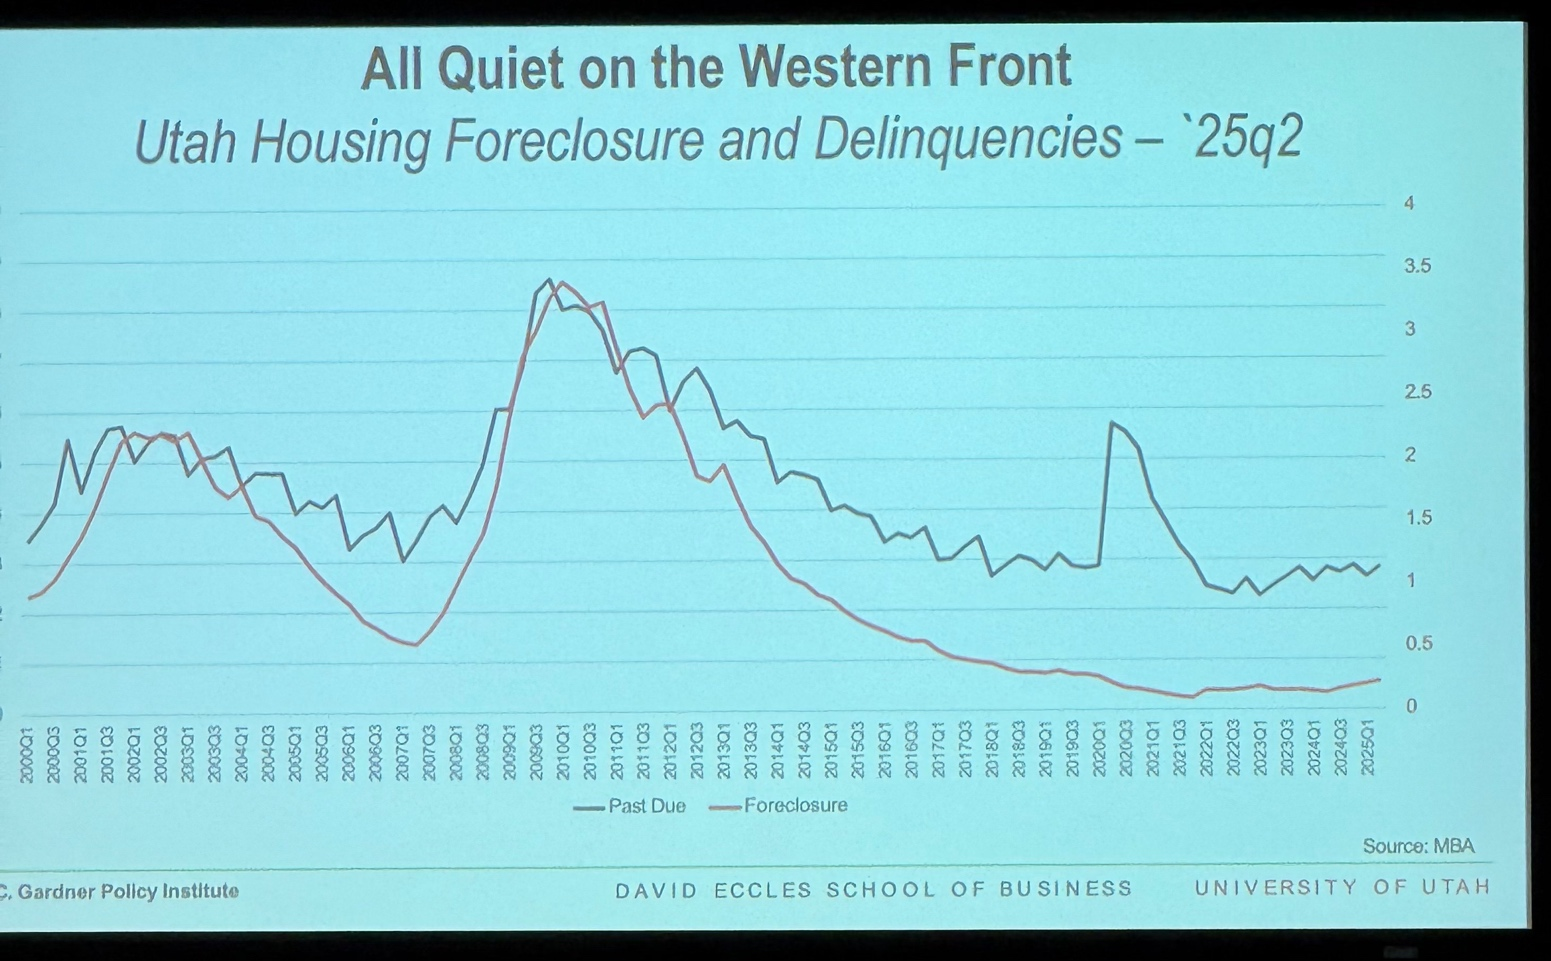 All Quiet on the Western Front
Utah Housing Foreclosure and Delinquencies – `25q2
4
3.5
3
2.5
2
1.5
1
0.5
0
2000Q1 2000Q3 2001Q1 2001Q3 2002Q1 2002Q3 2003Q1 2003Q3 2004Q1 2004Q3 2005Q1 2005Q3 2006Q1 2006Q3 2007Q1 2007Q3 2008Q1 2008Q3 2009Q1 2009Q3 2010Q1 2010Q3 2011Q1 2011Q3 2012Q1 2012Q3 2013Q1 2013Q3 2014Q1 2014Q3 2015Q1 2015Q3 2016Q1 2016Q3 2017Q1 2017Q3 2018Q1 2018Q3 2019Q1 2019Q3 2020Q1 2020Q3 2021Q1 2021Q3 2022Q1 2022Q3 2023Q1 2023Q3 2024Q1 2024Q3 2025Q1
Past Due Foreclosure
Source: MBA
C. Gardner Policy Institute DAVID ECCLES SCHOOL OF BUSINESS UNIVERSITY OF UTAH